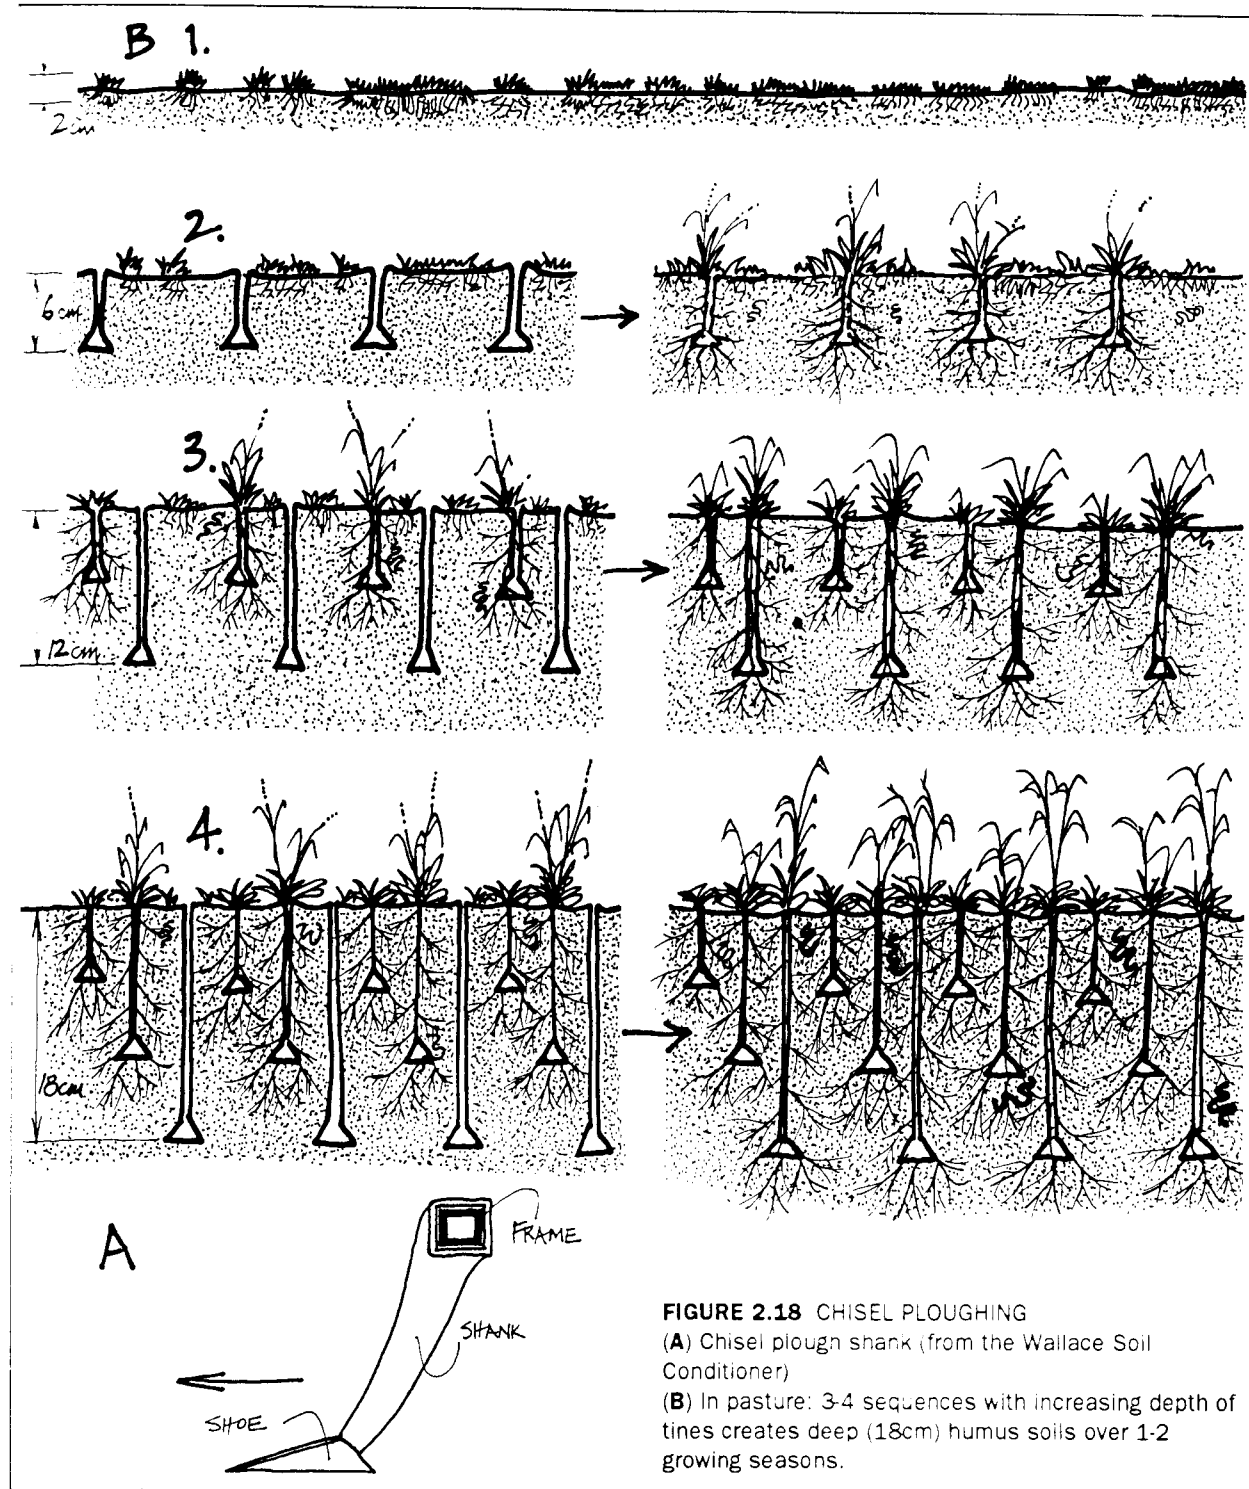 B 1.
2cm
2.
6cm
3.
12cm
4.
18cm
A
FRAME
SHANK
SHOE
FIGURE 2.18 CHISEL PLOUGHING
(A) Chisel plough shank (from the Wallace Soil
Conditioner)
(B) In pasture: 3-4 sequences with increasing depth of
tines creates deep (18cm) humus soils over 1-2
growing seasons.